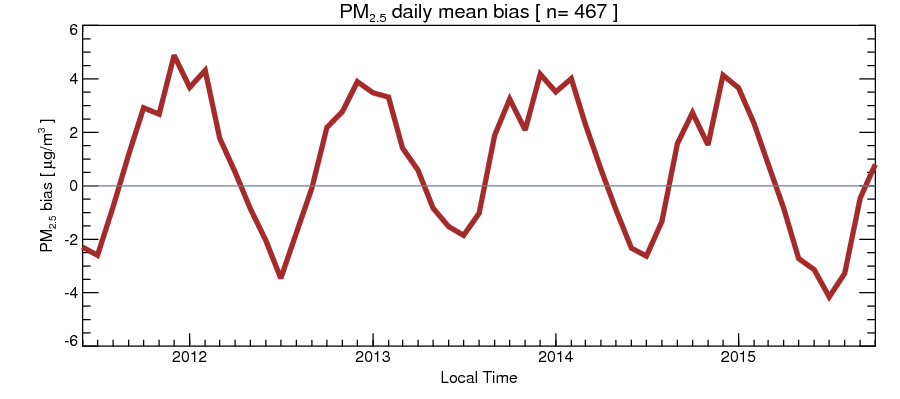 PM2.5 daily mean bias [ n= 467 ]
6
4
2
0
-2
-4
-6
PM2.5 bias [ μg/m3 ]
2012 2013 2014 2015
Local Time